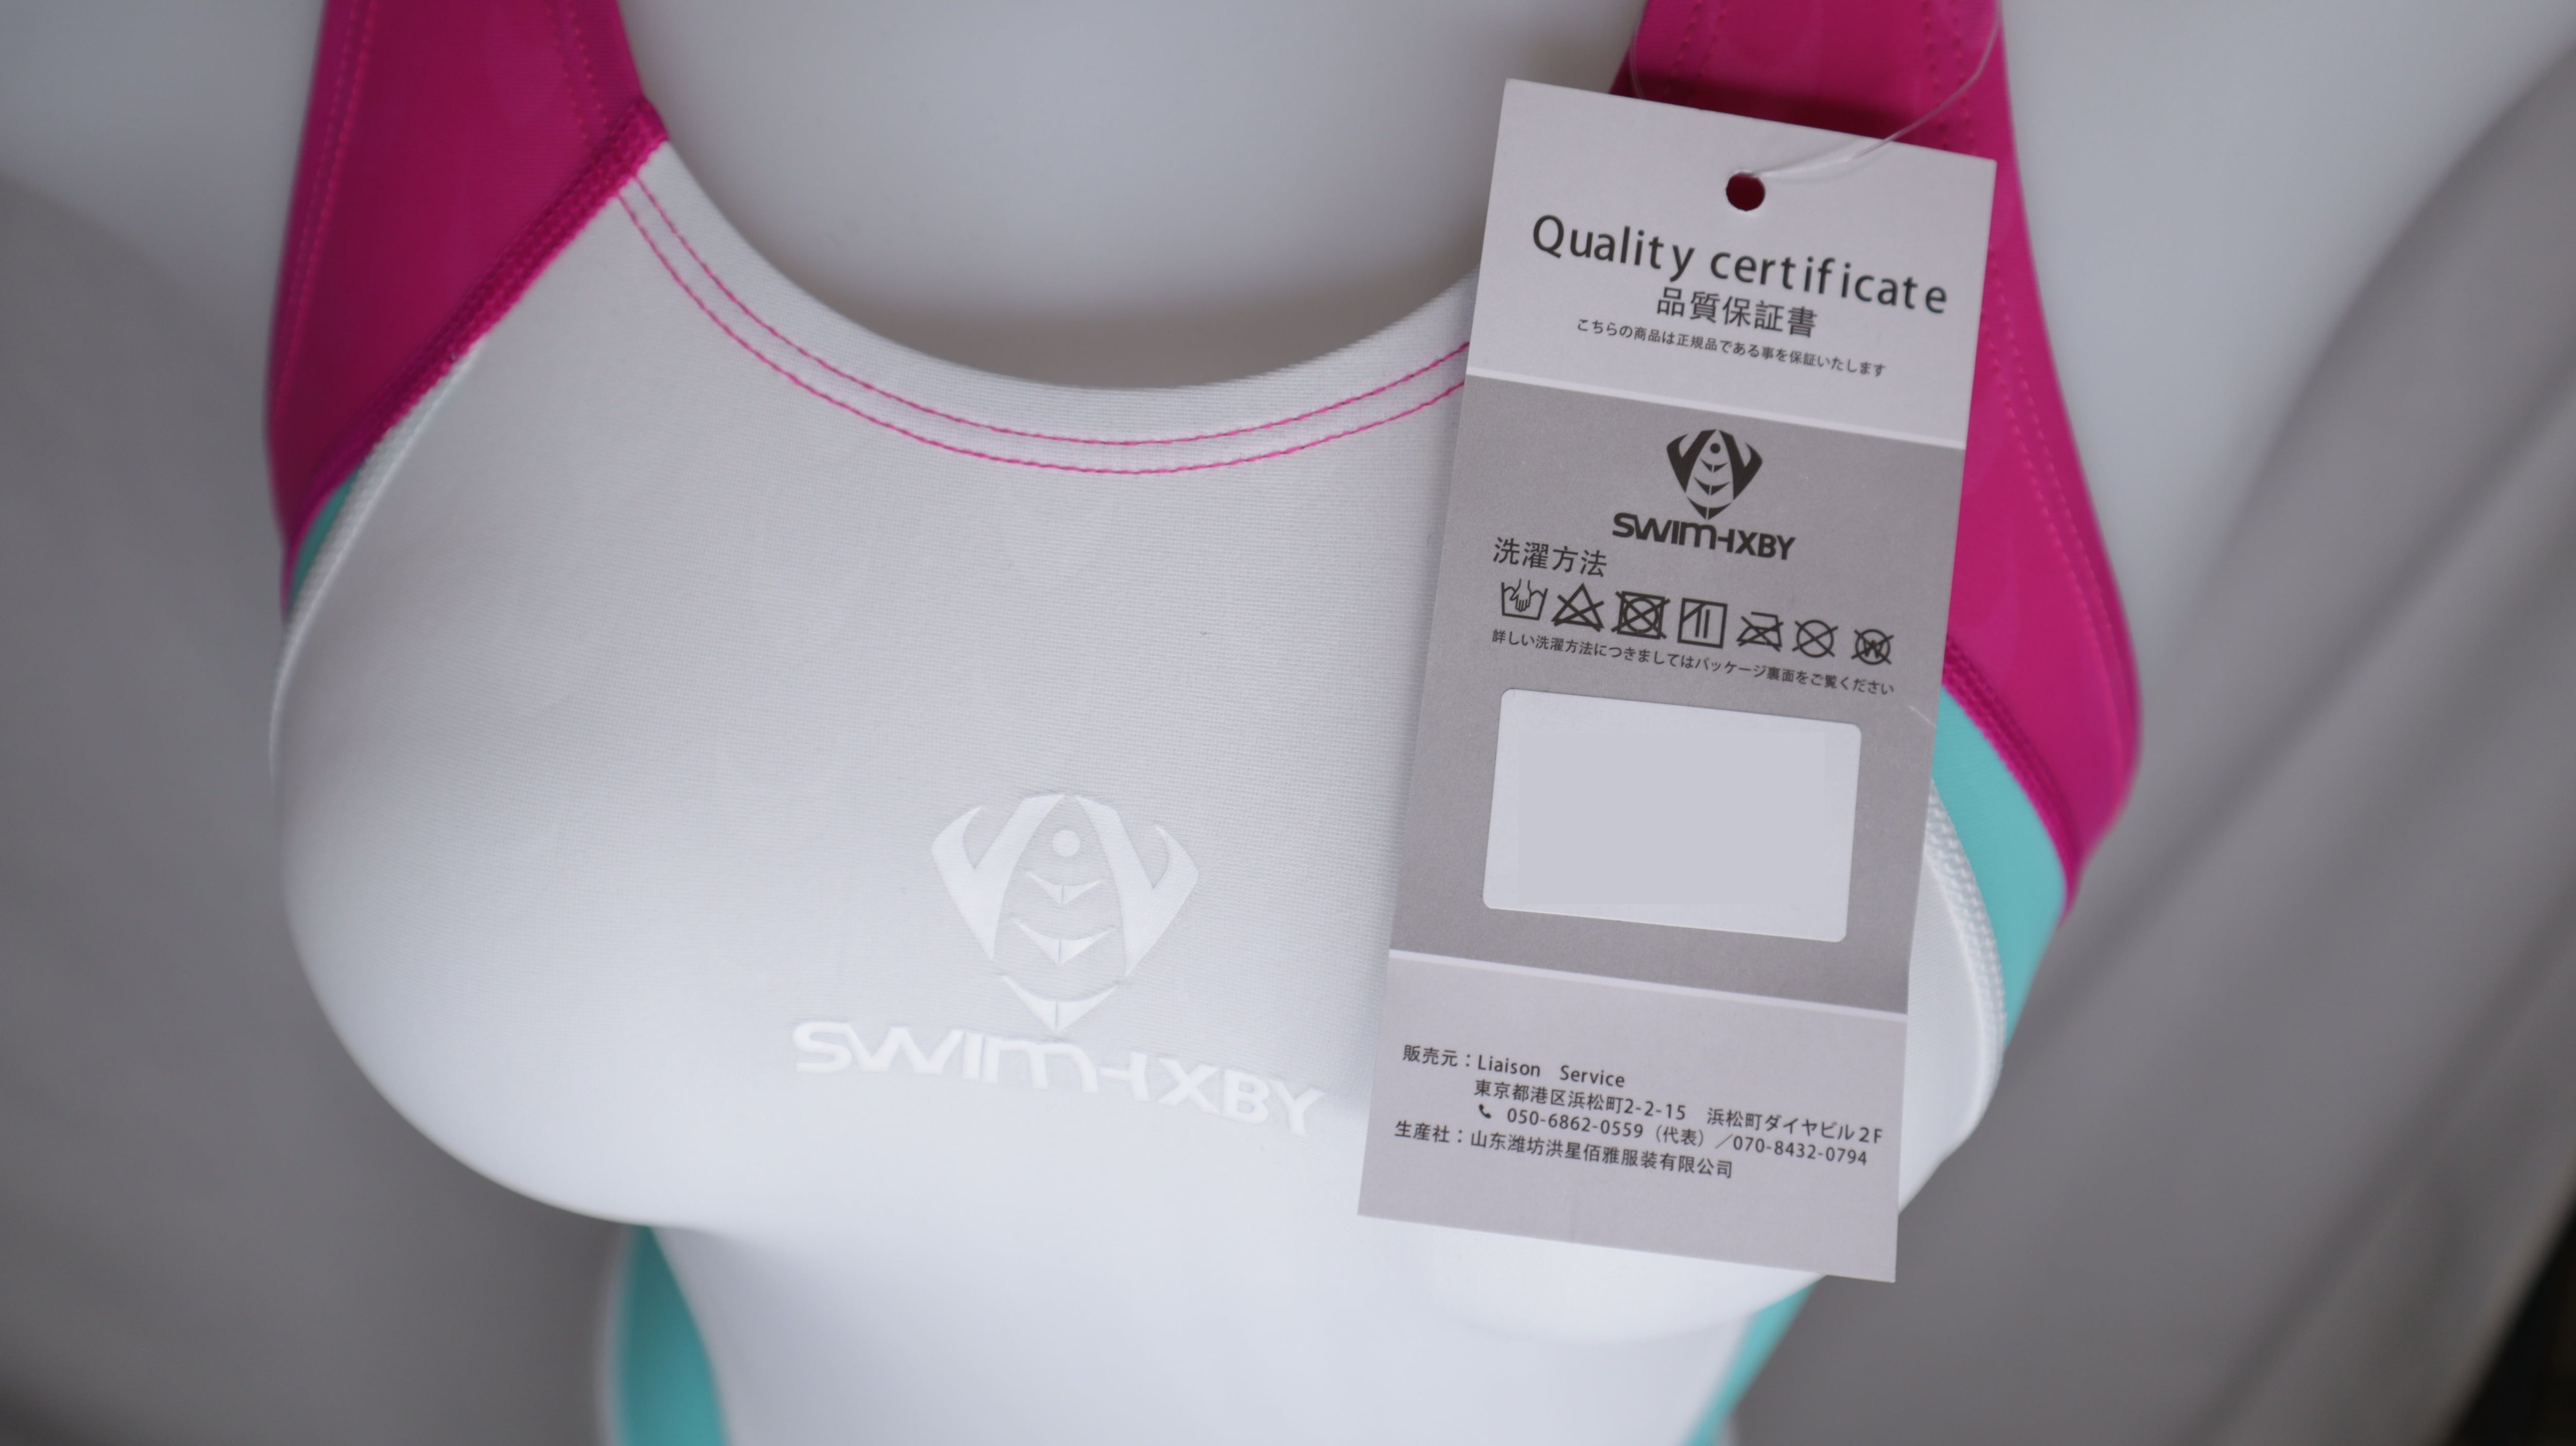 Quality certificate
品質保証書
こちらの商品は正規品である事を保証いたします
SWIMHXBY
洗濯方法
W
詳しい洗濯方法につきましてはパッケージ裏面をご覧ください
販売元：Liaison Service
東京都港区浜松町2-2-15 浜松町ダイヤビル2F
050-6862-0559（代表）／070-8432-0794
生産社：山东潍坊洪星佰雅服装有限公司
SWIMHXBY